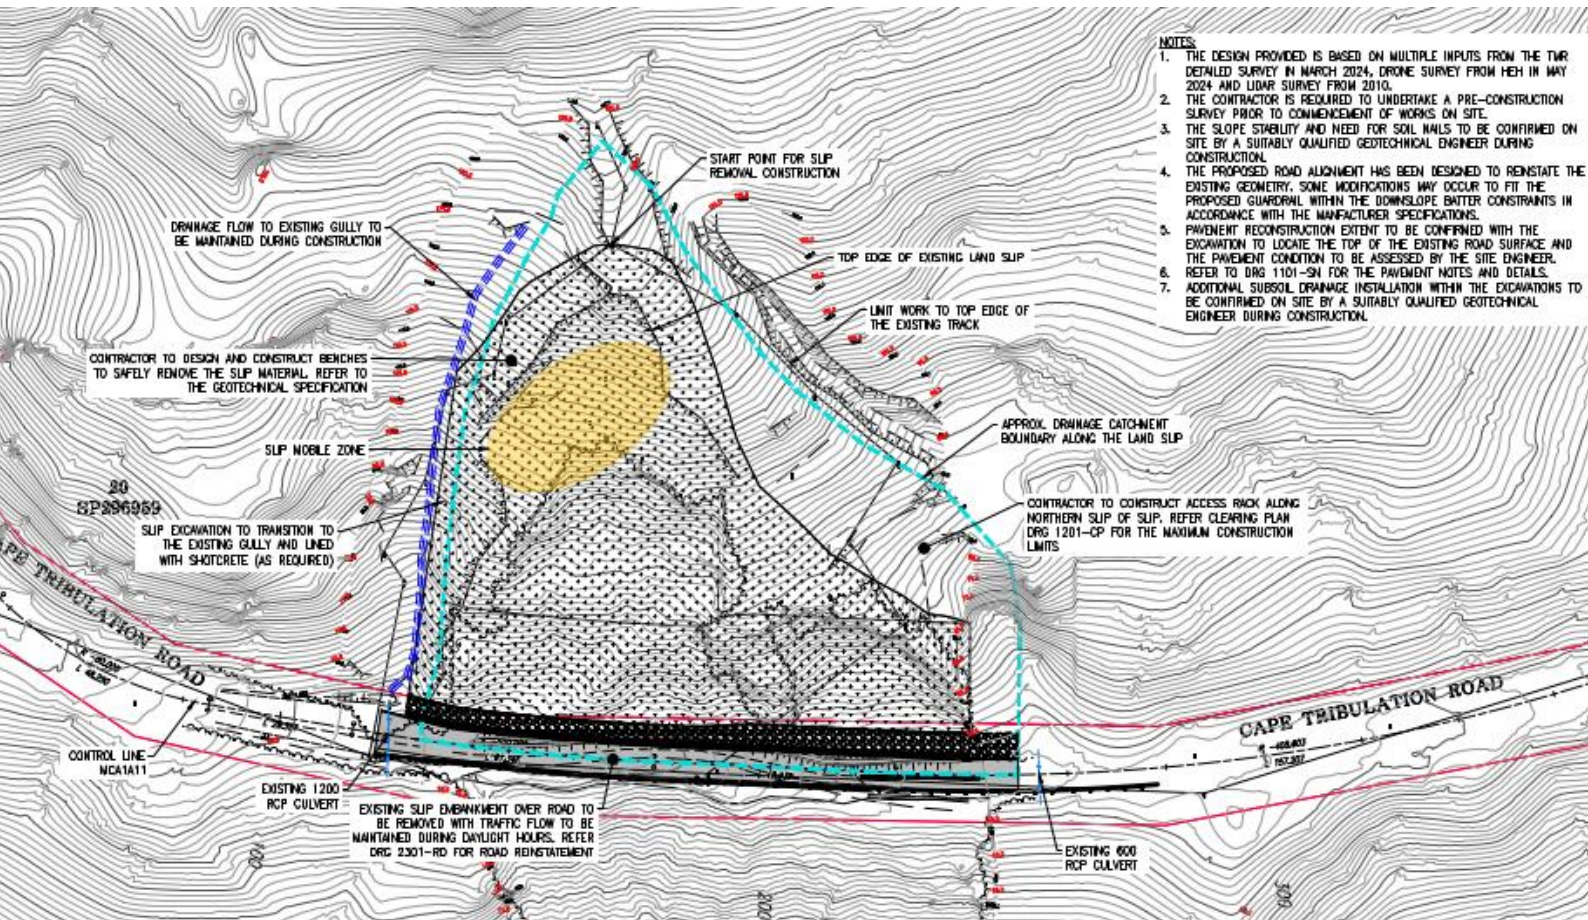 NOTES:
1. THE DESIGN PROVIDED IS BASED ON MULTIPLE INPUTS FROM THE TMR
DETAILED SURVEY IN MARCH 2024, DRONE SURVEY FROM HEH IN MAY
2024 AND LIDAR SURVEY FROM 2010.
2. THE CONTRACTOR IS REQUIRED TO UNDERTAKE A PRE-CONSTRUCTION
SURVEY PRIOR TO COMMENCEMENT OF WORKS ON SITE.
3. THE SLOPE STABILITY AND NEED FOR SOIL NAILS TO BE CONFIRMED ON
SITE BY A SUITABLY QUALIFIED GEOTECHNICAL ENGINEER DURING
CONSTRUCTION.
4. THE PROPOSED ROAD ALIGNMENT HAS BEEN DESIGNED TO REINSTATE THE
EXISTING GEOMETRY. SOME MODIFICATIONS MAY OCCUR TO FIT THE
PROPOSED GUARDRAIL WITHIN THE DOWNSLOPE BATTER CONSTRAINTS IN
ACCORDANCE WITH THE MANFACTURER SPECIFICATIONS.
5. PAVEMENT RECONSTRUCTION EXTENT TO BE CONFIRMED WITH THE
EXCAVATION TO LOCATE THE TOP OF THE EXISTING ROAD SURFACE AND
THE PAVEMENT CONDITION TO BE ASSESSED BY THE SITE ENGINEER.
6. REFER TO DRG 1101-SN FOR THE PAVEMENT NOTES AND DETAILS.
7. ADDITIONAL SUBSOIL DRAINAGE INSTALLATION WITHIN THE EXCAVATIONS TO
BE CONFIRMED ON SITE BY A SUITABLY QUALIFIED GEOTECHNICAL
ENGINEER DURING CONSTRUCTION.
START POINT FOR SLIP
REMOVAL CONSTRUCTION
DRAINAGE FLOW TO EXISTING GULLY TO
BE MAINTAINED DURING CONSTRUCTION
TOP EDGE OF EXISTING LAND SLIP
LIMIT WORK TO TOP EDGE OF
THE EXISTING TRACK
CONTRACTOR TO DESIGN AND CONSTRUCT BENCHES
TO SAFELY REMOVE THE SLIP MATERIAL. REFER TO
THE GEOTECHNICAL SPECIFICATION
APPROX. DRAINAGE CATCHMENT
BOUNDARY ALONG THE LAND SLIP
SLIP MOBILE ZONE
20
SP296959
CONTRACTOR TO CONSTRUCT ACCESS RACK ALONG
NORTHERN SLIP OF SLIP. REFER CLEARING PLAN
DRG 1201-CP FOR THE MAXIMUM CONSTRUCTION
LIMITS
SLIP EXCAVATION TO TRANSITION TO
THE EXISTING GULLY AND LINED
WITH SHOTCRETE (AS REQUIRED)
CAPE TRIBULATION ROAD
CAPE TRIBULATION ROAD
CONTROL LINE
MCA1A11
EXISTING 1200
RCP CULVERT
EXISTING SLIP EMBANKMENT OVER ROAD TO
BE REMOVED WITH TRAFFIC FLOW TO BE
MAINTAINED DURING DAYLIGHT HOURS. REFER
DRG 2301-RD FOR ROAD REINSTATEMENT
EXISTING 600
RCP CULVERT
100
200
300